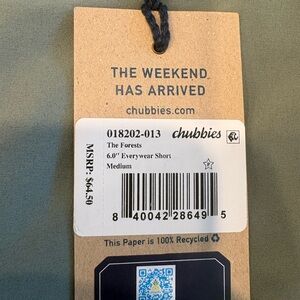 THE WEEKEND
HAS ARRIVED
chubbies.com
018202-013 chubbies
The Forests
6.0" Everywear Short
Medium
MSRP: $64.50
8 40042 28649 5
This Paper is 100% Recycled